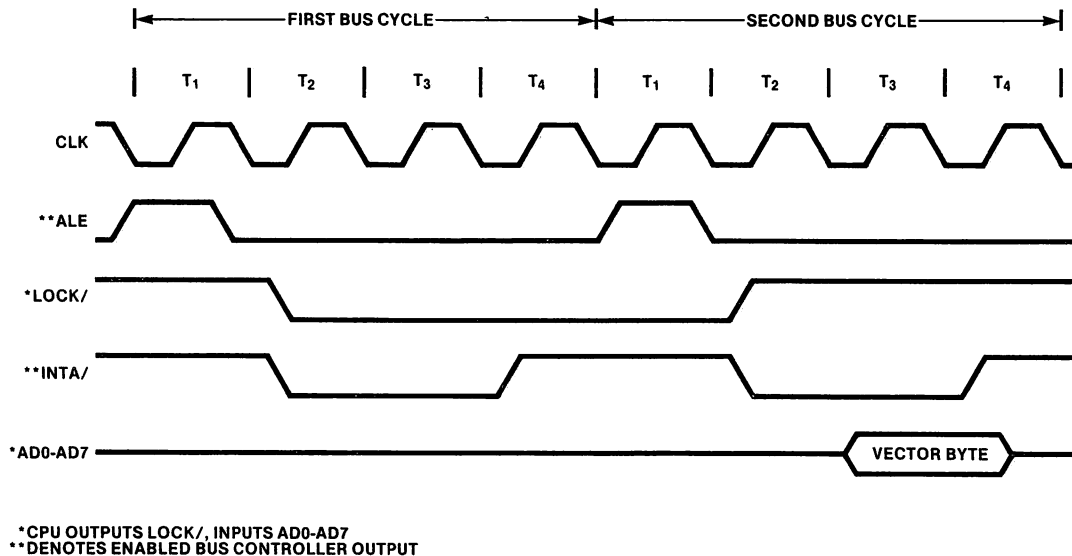 FIRST BUS CYCLE SECOND BUS CYCLE
T1 T2 T3 T4 T1 T2 T3 T4
CLK
**ALE
*LOCK/
**INTA/
*AD0-AD7 VECTOR BYTE
*CPU OUTPUTS LOCK/, INPUTS AD0-AD7
**DENOTES ENABLED BUS CONTROLLER OUTPUT